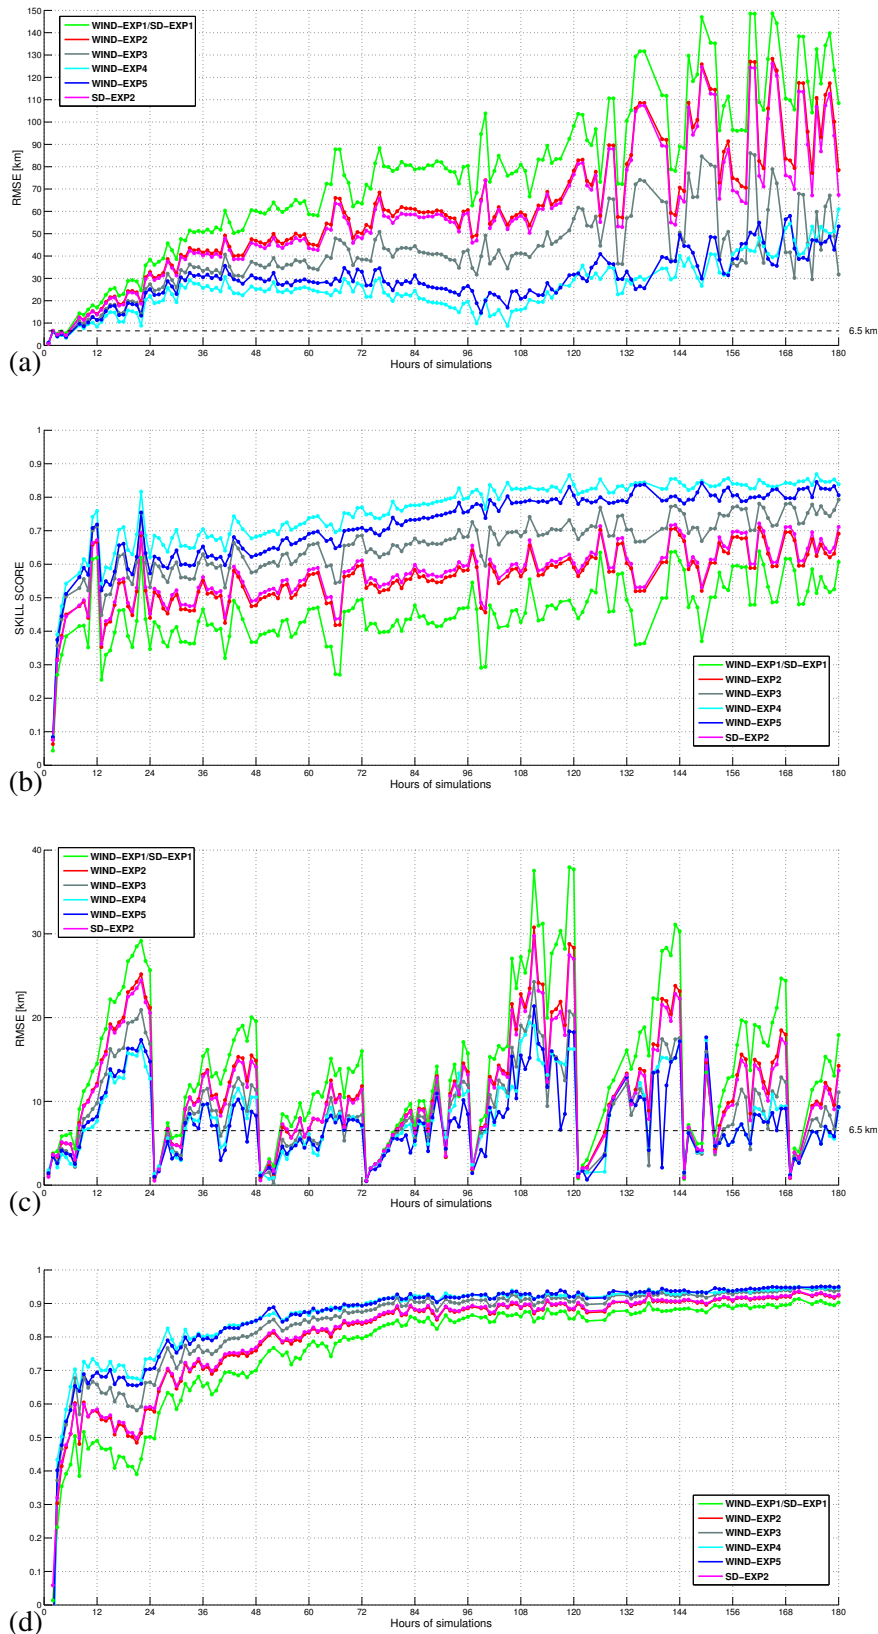 150
140
130
120
110
100
90
80
70
60
50
40
30
20
10
0
RMSE [km]
WIND-EXP1/SD-EXP1
WIND-EXP2
WIND-EXP3
WIND-EXP4
WIND-EXP5
SD-EXP2
6.5 km
0 12 24 36 48 60 72 84 96 108 120 132 144 156 168 180
Hours of simulations
(a)
1
0.9
0.8
0.7
0.6
0.5
0.4
0.3
0.2
0.1
0
SKILL SCORE
WIND-EXP1/SD-EXP1
WIND-EXP2
WIND-EXP3
WIND-EXP4
WIND-EXP5
SD-EXP2
0 12 24 36 48 60 72 84 96 108 120 132 144 156 168 180
Hours of simulations
(b)
40
30
20
10
0
RMSE [km]
WIND-EXP1/SD-EXP1
WIND-EXP2
WIND-EXP3
WIND-EXP4
WIND-EXP5
SD-EXP2
6.5 km
0 12 24 36 48 60 72 84 96 108 120 132 144 156 168 180
Hours of simulations
(c)
1
0.9
0.8
0.7
0.6
0.5
0.4
0.3
0.2
0.1
0
SKILL SCORE
WIND-EXP1/SD-EXP1
WIND-EXP2
WIND-EXP3
WIND-EXP4
WIND-EXP5
SD-EXP2
0 12 24 36 48 60 72 84 96 108 120 132 144 156 168 180
Hours of simulations
(d)